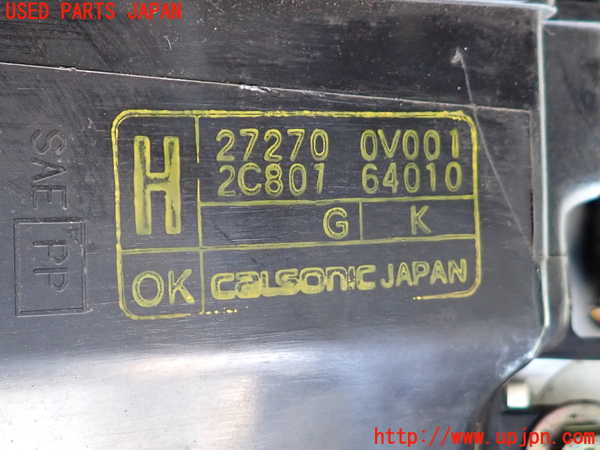 USED PARTS JAPAN
SAE
PP
H
27270 0V001
2C801 64010
G K
OK
calsonic JAPAN
http://www.upjpn.com/